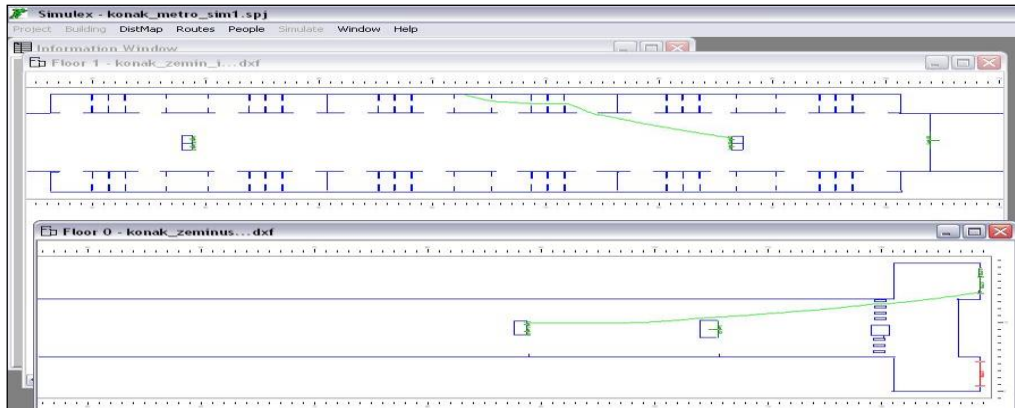 Simulex - konak_metro_sim1.spj
Project Building DistMap Routes People Simulate Window Help
Information Window
Floor 1 - konak_zemin_i...dxf
Floor 0 - konak_zeminus...dxf